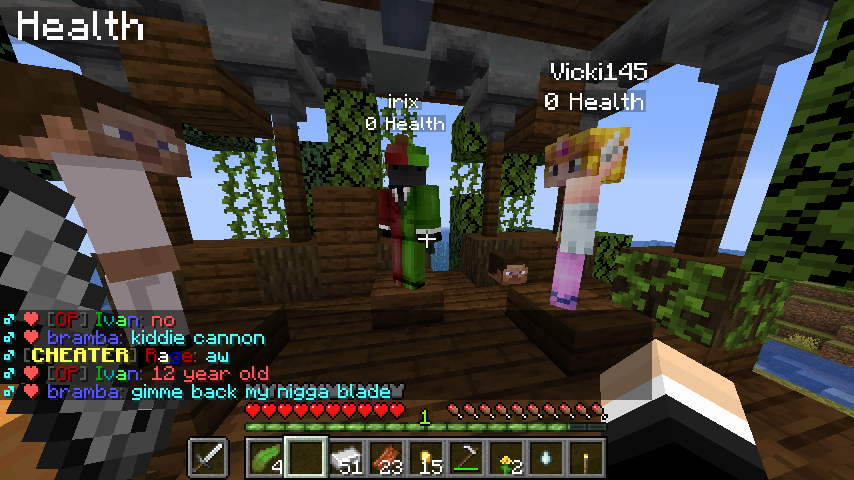 Health
Vicki145
0 Health
irix
0 Health
[OP] Ivan: no
bramba: kiddie cannon
[CHEATER] Rage: aw
[OP] Ivan: 12 year old
bramba: gimme back my nigga blade
1
4 51 23 15 2